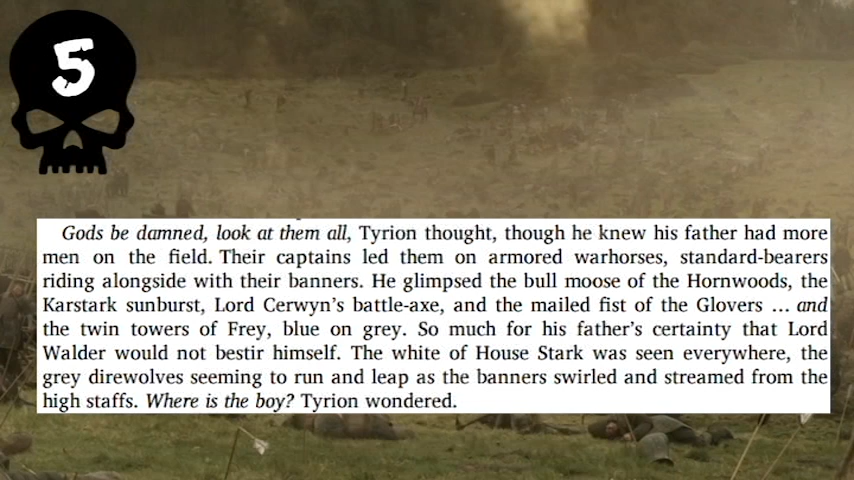 5
Gods be damned, look at them all, Tyrion thought, though he knew his father had more
men on the field. Their captains led them on armored warhorses, standard-bearers
riding alongside with their banners. He glimpsed the bull moose of the Hornwoods, the
Karstark sunburst, Lord Cerwyn's battle-axe, and the mailed fist of the Glovers ... and
the twin towers of Frey, blue on grey. So much for his father's certainty that Lord
Walder would not bestir himself. The white of House Stark was seen everywhere, the
grey direwolves seeming to run and leap as the banners swirled and streamed from the
high staffs. Where is the boy? Tyrion wondered.